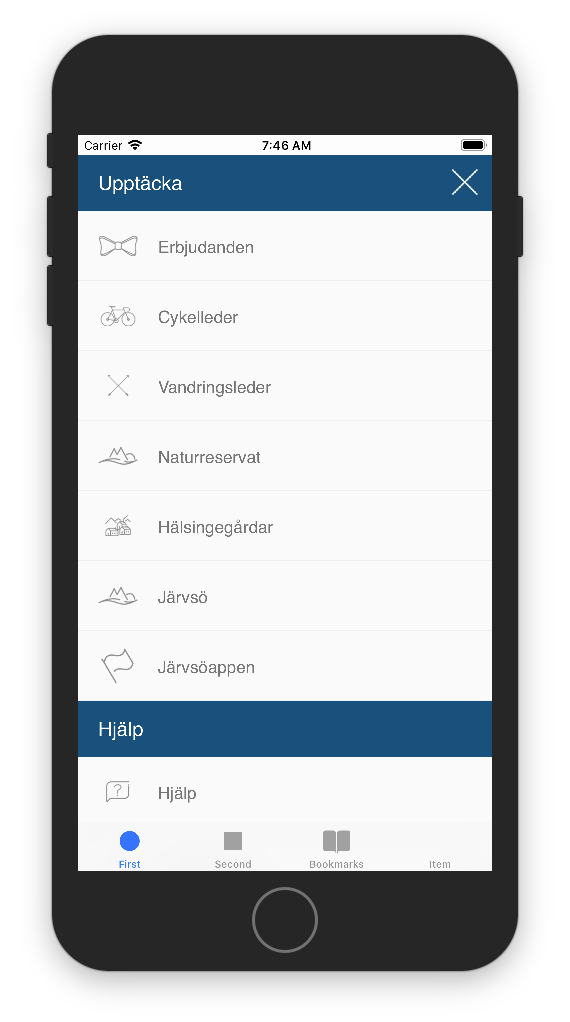 Carrier 7:46 AM
Upptäcka
Erbjudanden
Cykelleder
Vandringsleder
Naturreservat
Hälsingegårdar
Järvsö
Järvsöappen
Hjälp
?
Hjälp
First Second Bookmarks Item